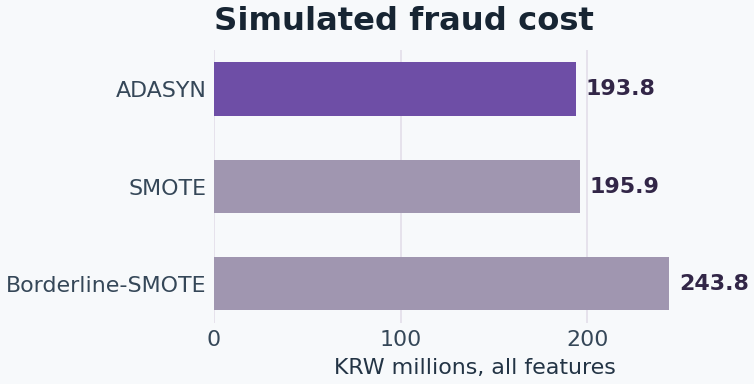 Simulated fraud cost
ADASYN 193.8
SMOTE 195.9
Borderline-SMOTE 243.8
0 100 200
KRW millions, all features